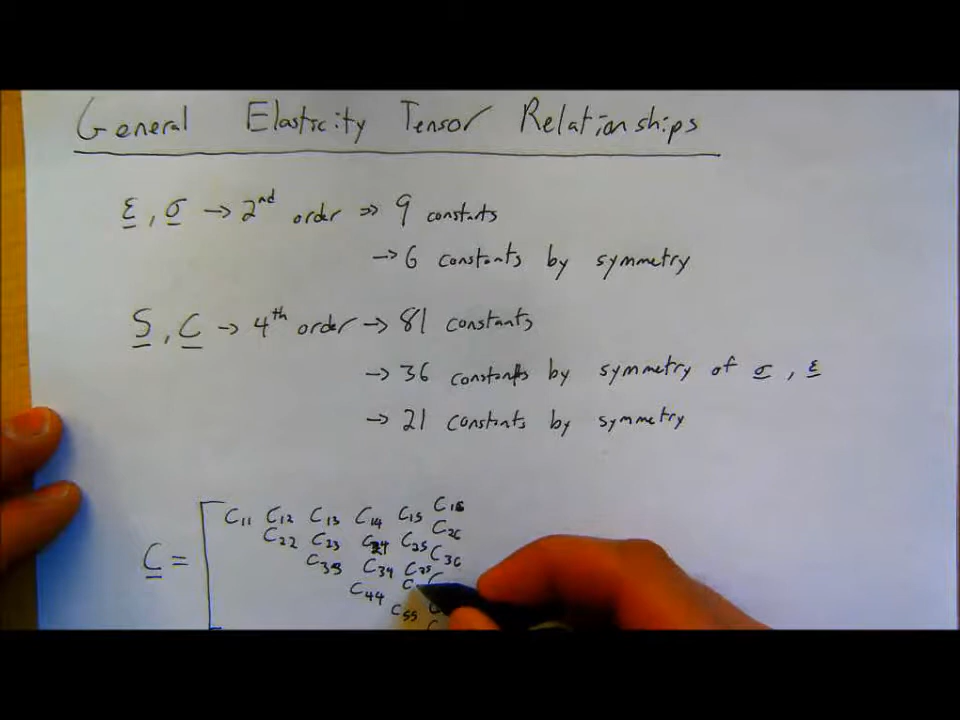 General Elasticity Tensor Relationships
ε , σ → 2nd order ⇒ 9 constants
→ 6 constants by symmetry
S , C → 4th order → 81 constants
→ 36 constants by symmetry of σ , ε
→ 21 constants by symmetry
C = [ C11 C12 C13 C14 C15 C16
C22 C23 C24 C25 C26
C33 C34 C35 C36
C44 C
C55